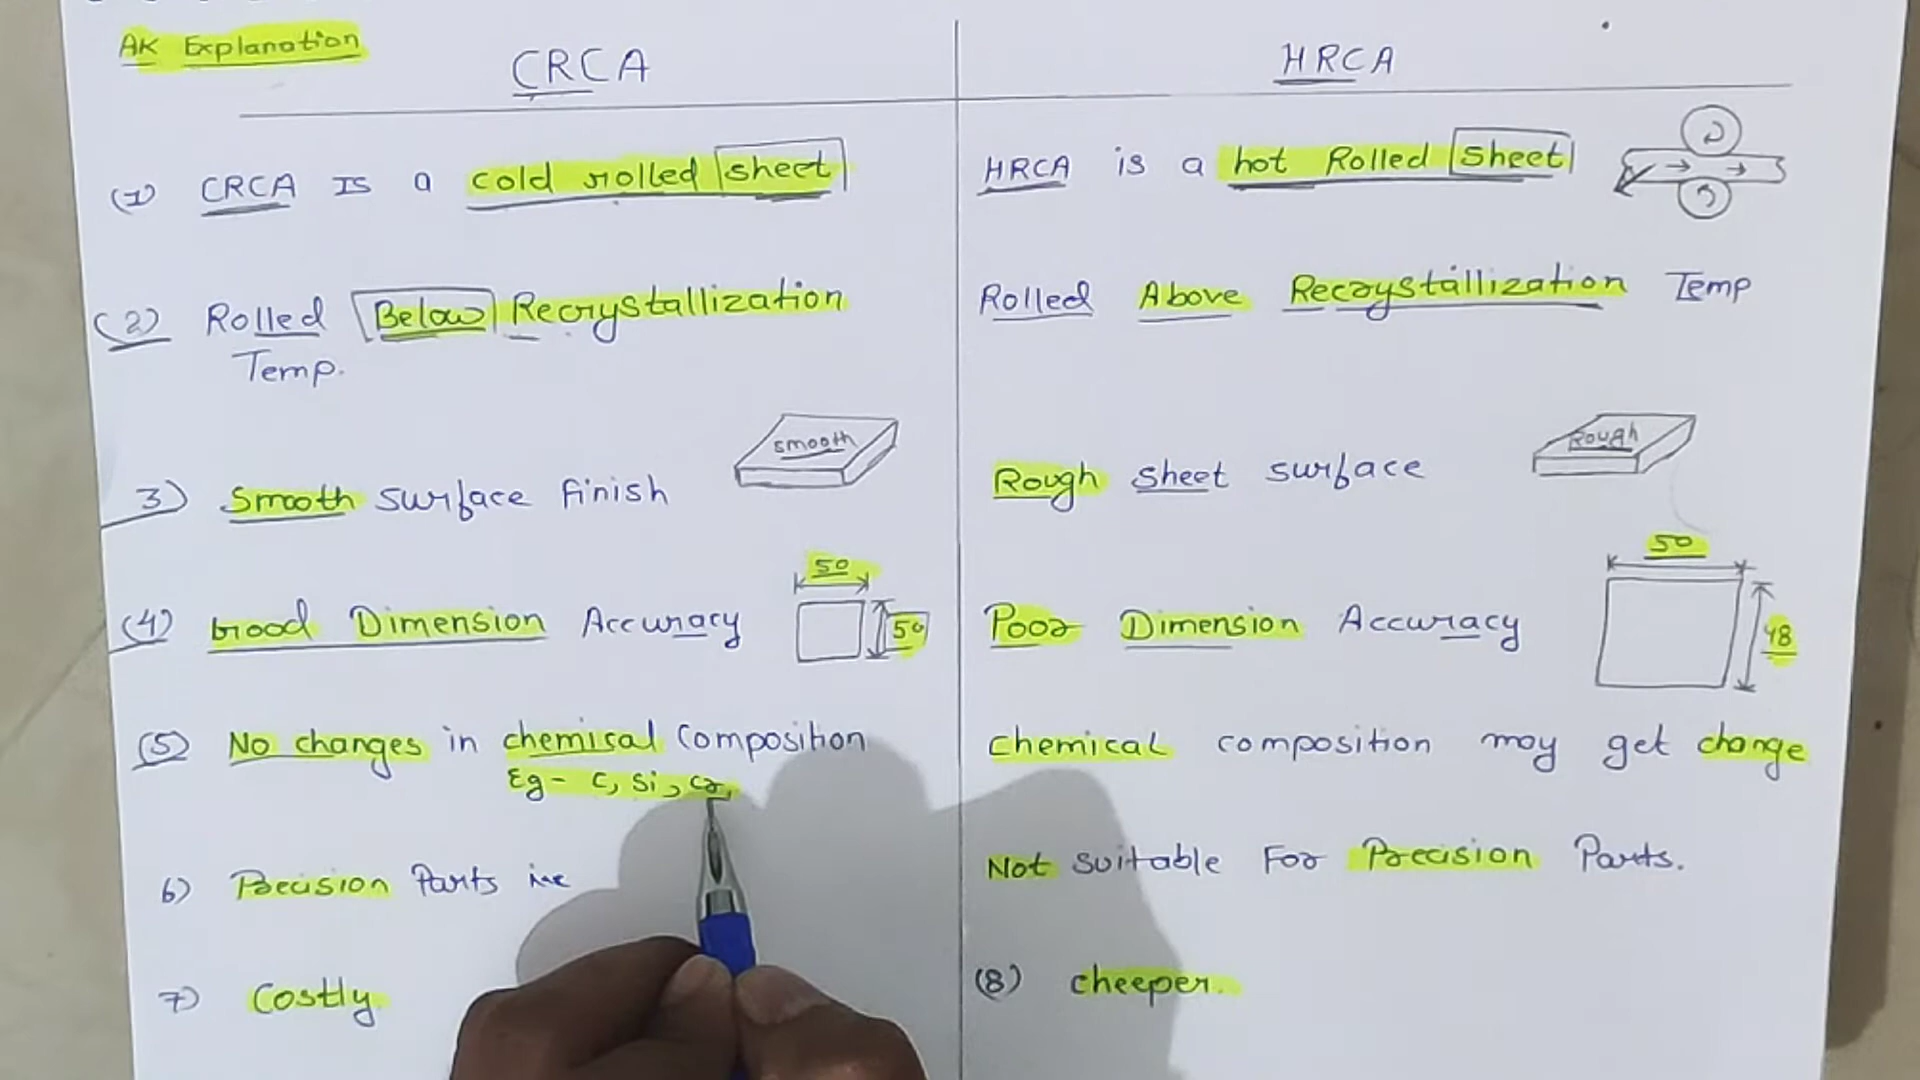 AK Explanation
CRCA
HRCA
(1) CRCA Is a cold rolled sheet
HRCA is a hot Rolled Sheet
(2) Rolled Below Recrystallization
Temp.
Rolled Above Recrystallization Temp
3) Smooth surface finish
smooth
Rough sheet surface
Rough
(4) Good Dimension Accuracy
50
50
Poor Dimension Accuracy
50
48
(5) No changes in chemical composition
Eg - C, Si, Cr,
chemical composition may get change
6) Precision Parts
Not suitable For Precision Parts.
7) Costly
(8) cheeper.